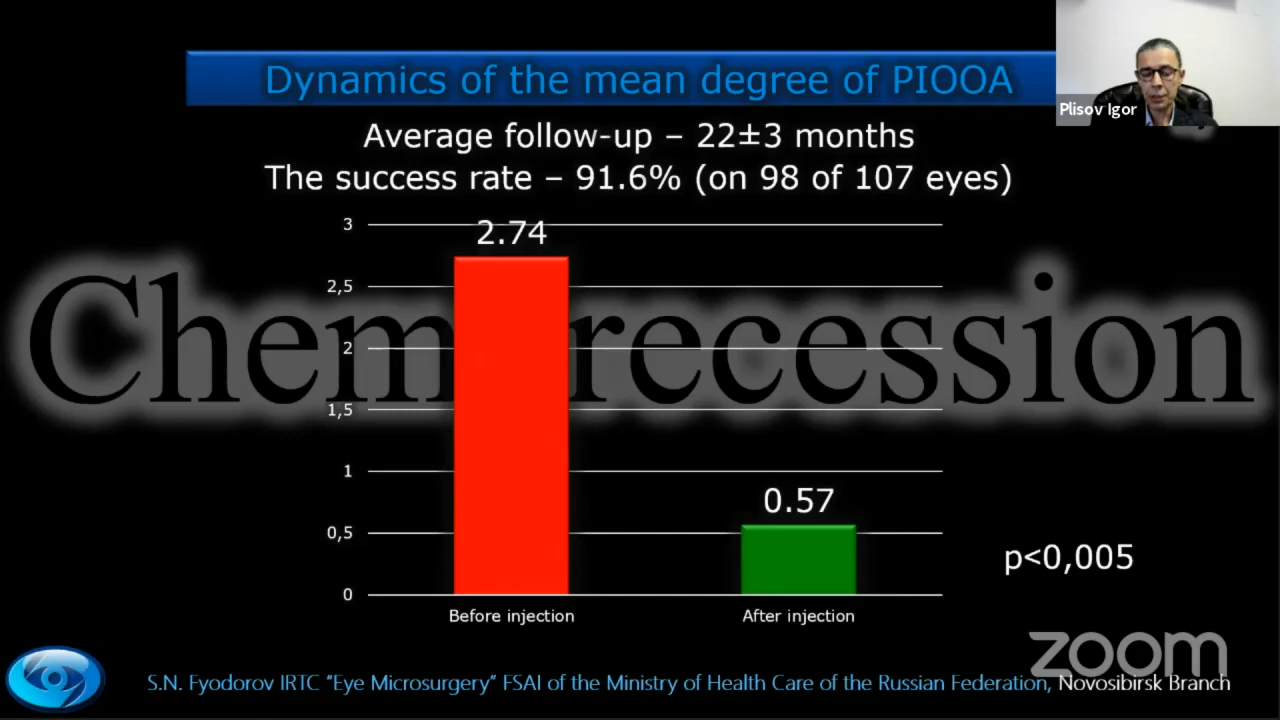 Dynamics of the mean degree of PIOOA
Plisov Igor
Average follow-up – 22±3 months
The success rate – 91.6% (on 98 of 107 eyes)
3
2.74
2,5
2
1,5
1
0.57
0,5
0
p<0,005
Before injection
After injection
zoom
S.N. Fyodorov IRTC “Eye Microsurgery” FSAI of the Ministry of Health Care of the Russian Federation, Novosibirsk Branch